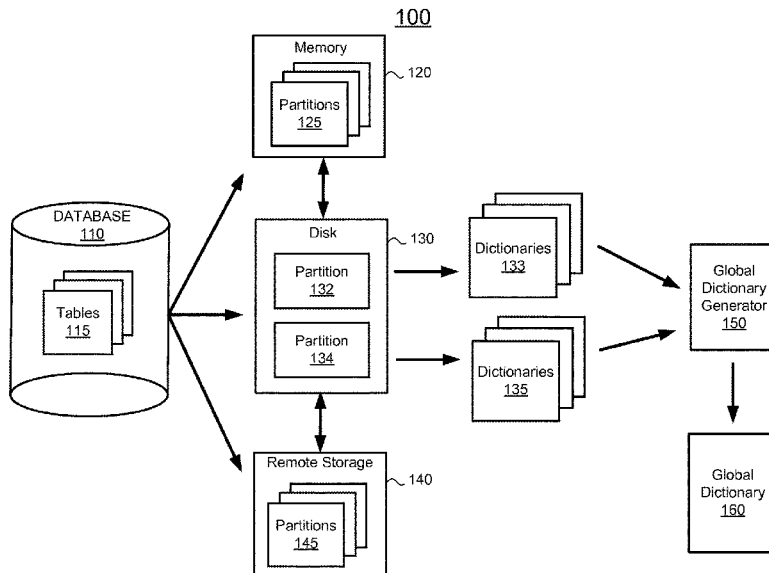 100
Memory
120
Partitions
125
DATABASE
110
Tables
115
Disk
130
Partition
132
Partition
134
Dictionaries
133
Dictionaries
135
Global
Dictionary
Generator
150
Remote Storage
140
Partitions
145
Global
Dictionary
160